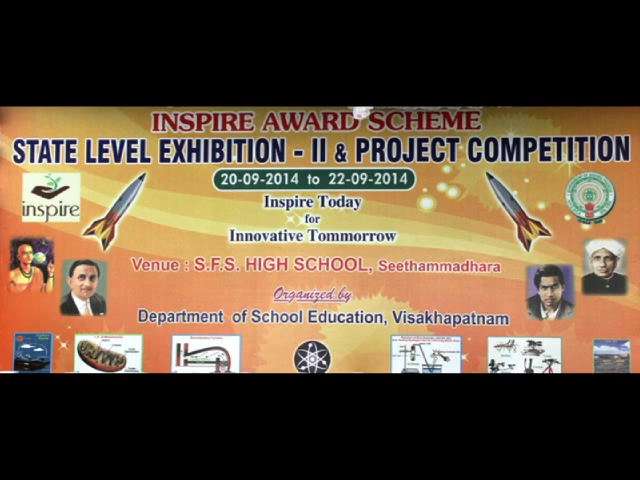 INSPIRE AWARD SCHEME
STATE LEVEL EXHIBITION - II & PROJECT COMPETITION
20-09-2014 to 22-09-2014
inspire
Inspire Today
for
Innovative Tommorrow
Venue : S.F.S. HIGH SCHOOL, Seethammadhara
Organized by
Department of School Education, Visakhapatnam